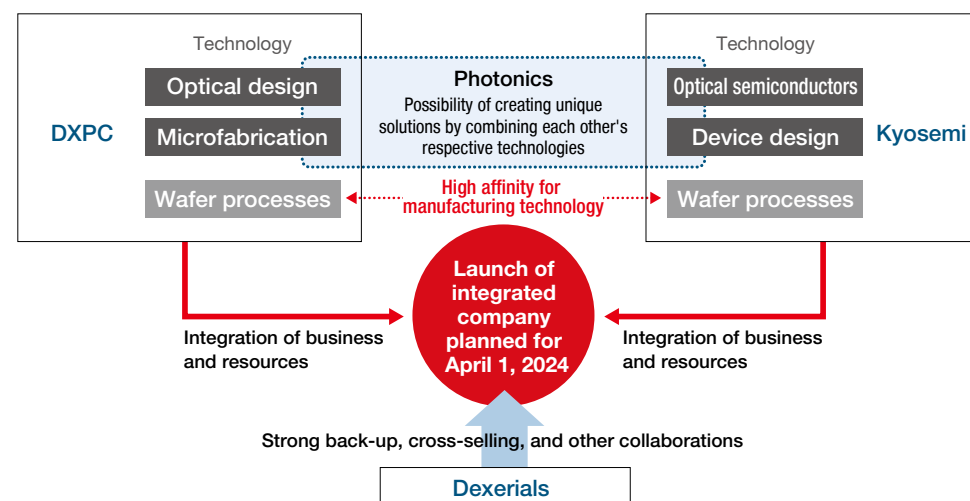 Technology
Optical design
DXPC
Microfabrication
Wafer processes
Photonics
Possibility of creating unique
solutions by combining each other's
respective technologies
High affinity for
manufacturing technology
Technology
Optical semiconductors
Device design
Kyosemi
Wafer processes
Launch of
integrated
company
planned for
April 1, 2024
Integration of business
and resources
Integration of business
and resources
Strong back-up, cross-selling, and other collaborations
Dexerials